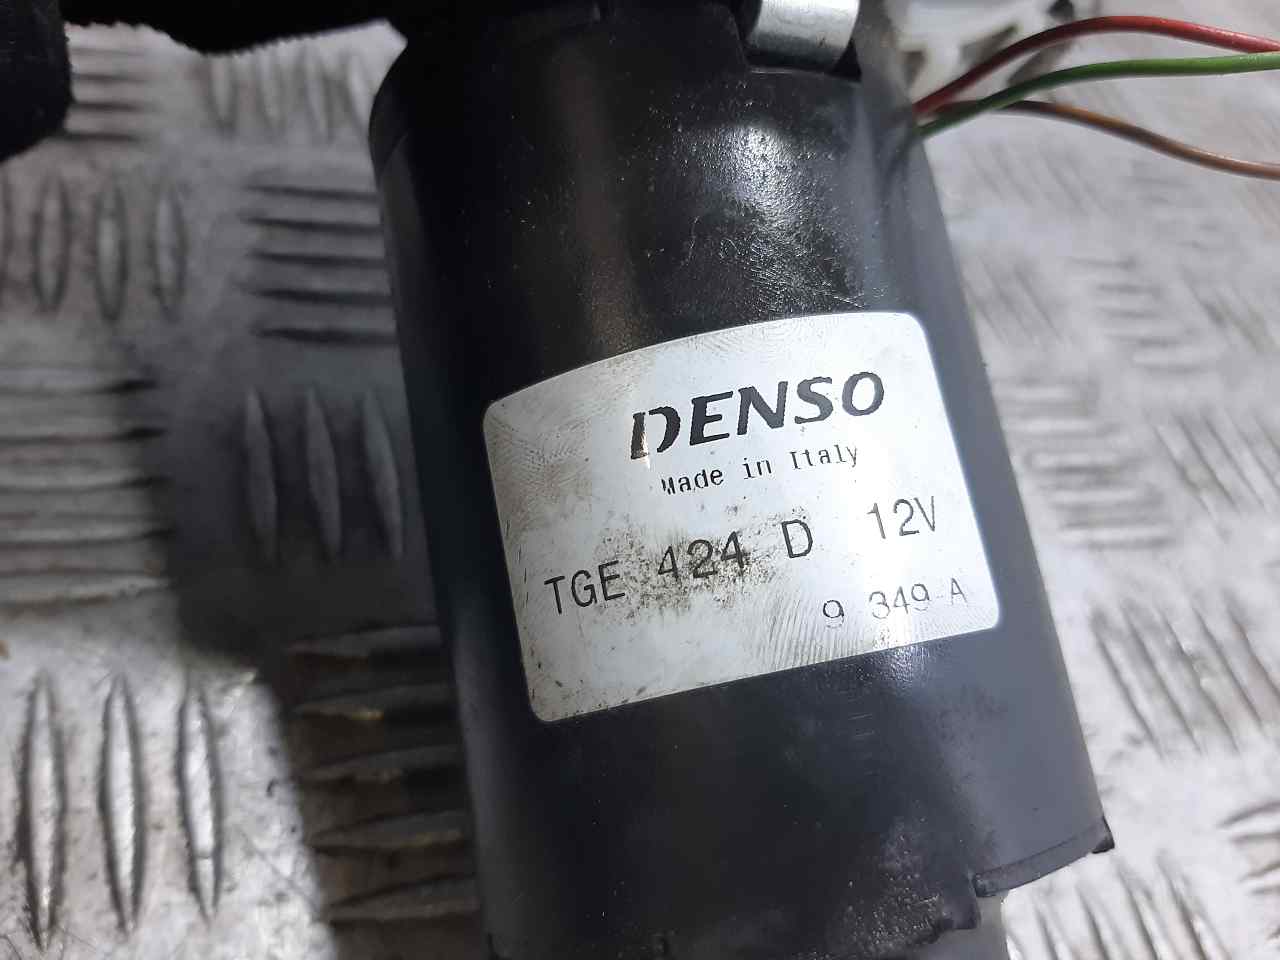 DENSO
Made in Italy
TGE 424 D 12V
9 349 A